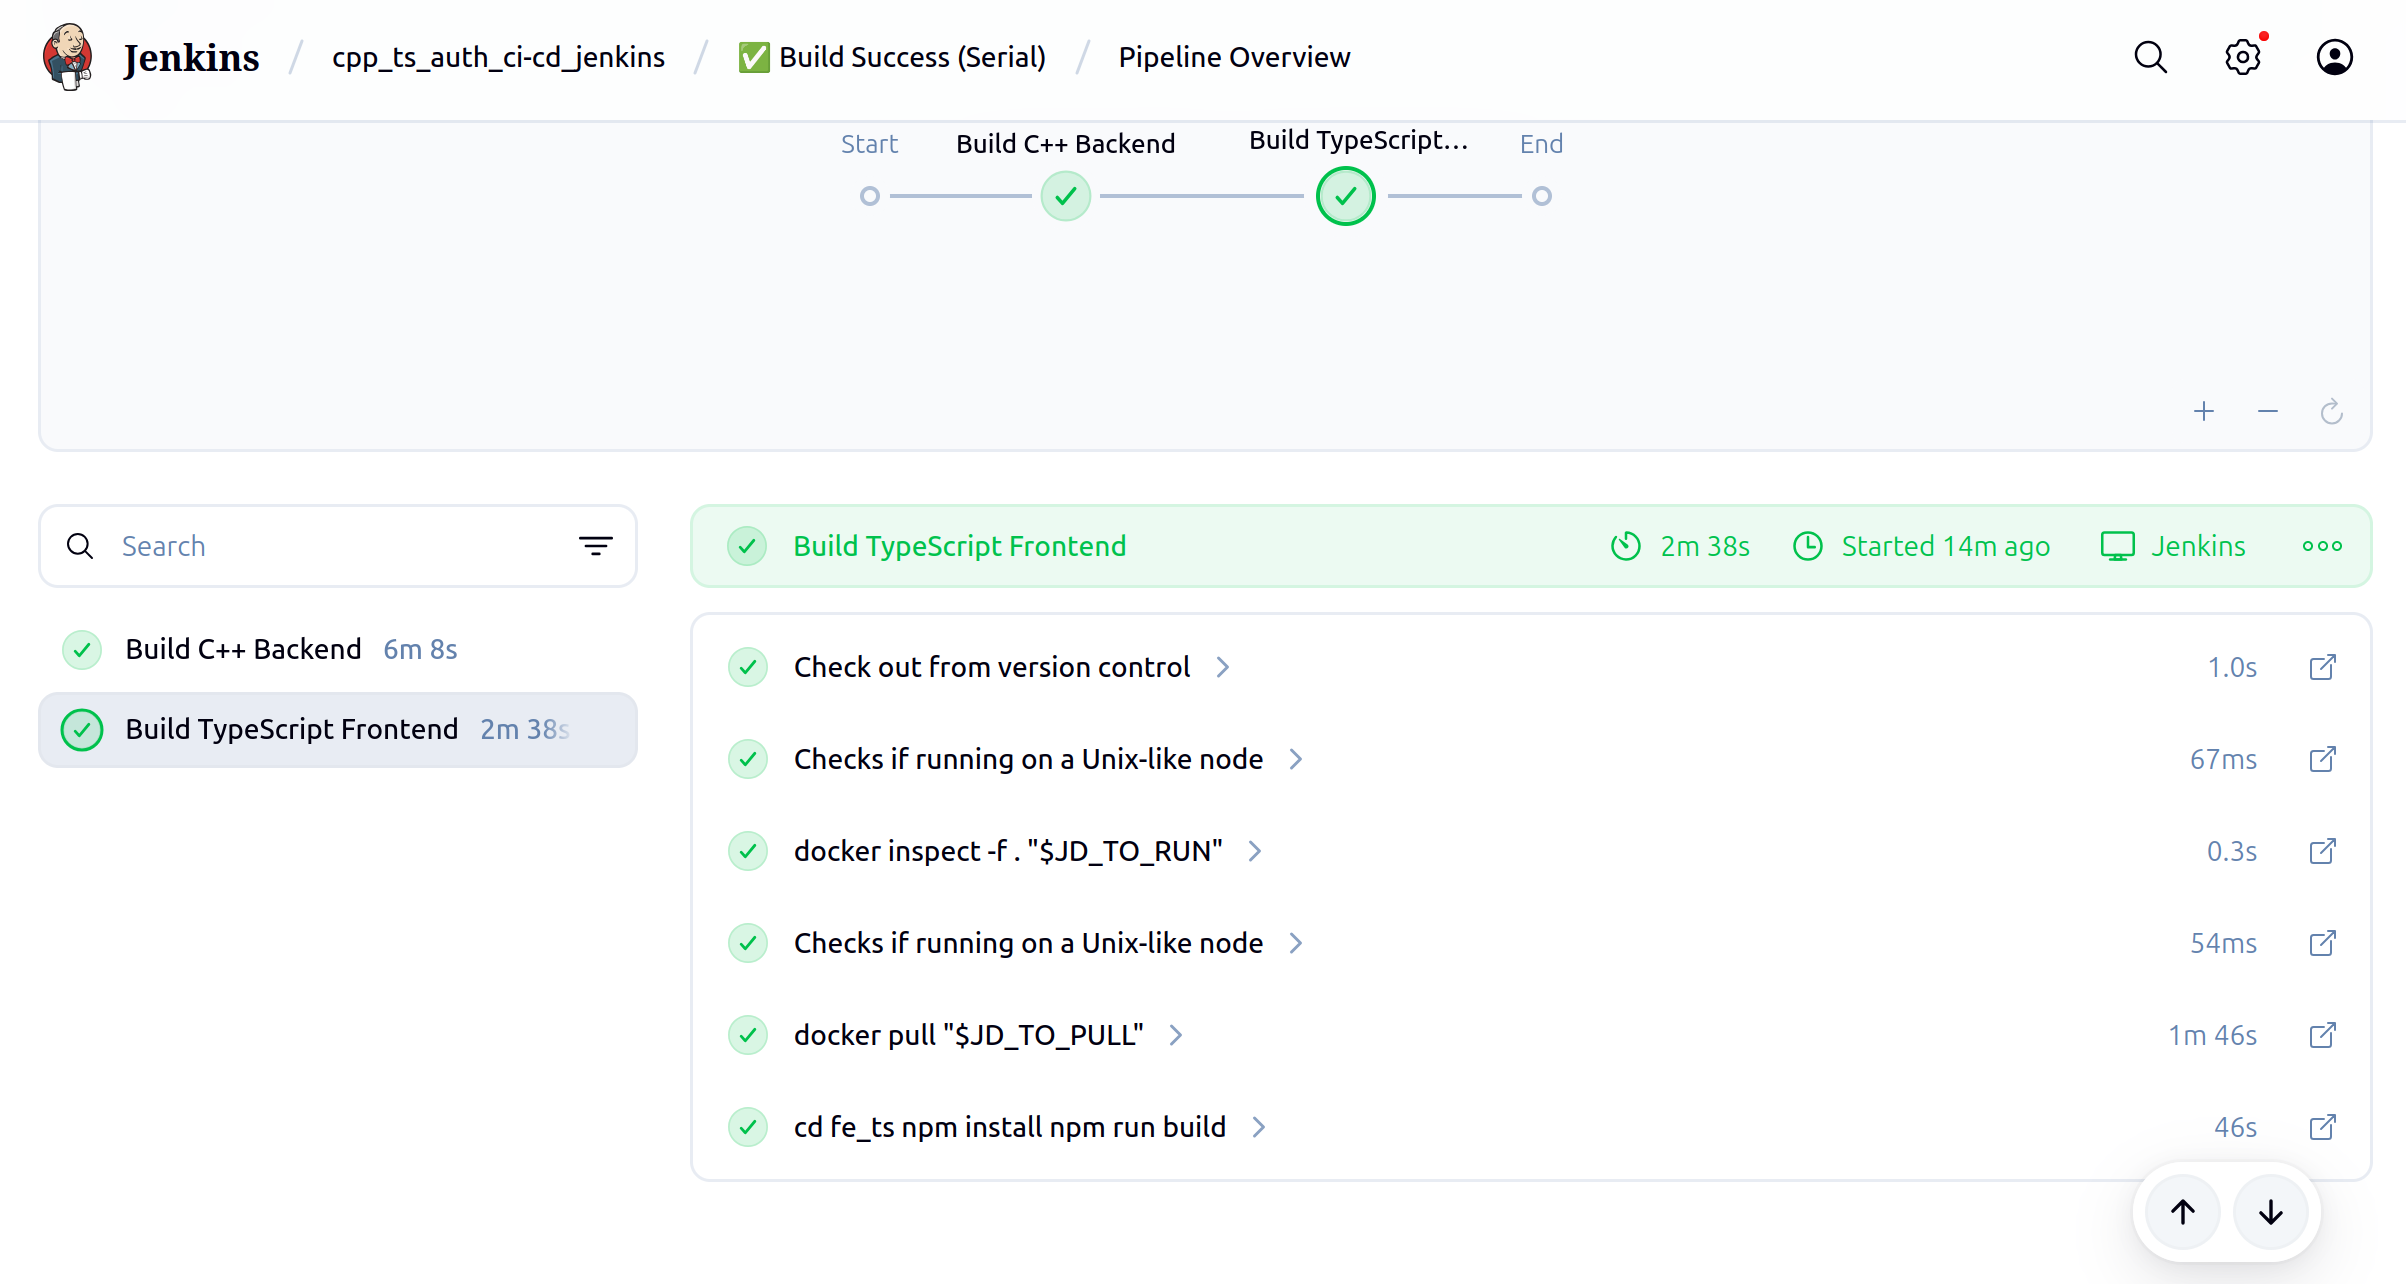 Jenkins / cpp_ts_auth_ci-cd_jenkins / ✅ Build Success (Serial) / Pipeline Overview
Start Build C++ Backend Build TypeScript... End
Search
Build C++ Backend 6m 8s
Build TypeScript Frontend 2m 38s
Build TypeScript Frontend 2m 38s Started 14m ago Jenkins
Check out from version control 1.0s
Checks if running on a Unix-like node 67ms
docker inspect -f . "$JD_TO_RUN" 0.3s
Checks if running on a Unix-like node 54ms
docker pull "$JD_TO_PULL" 1m 46s
cd fe_ts npm install npm run build 46s